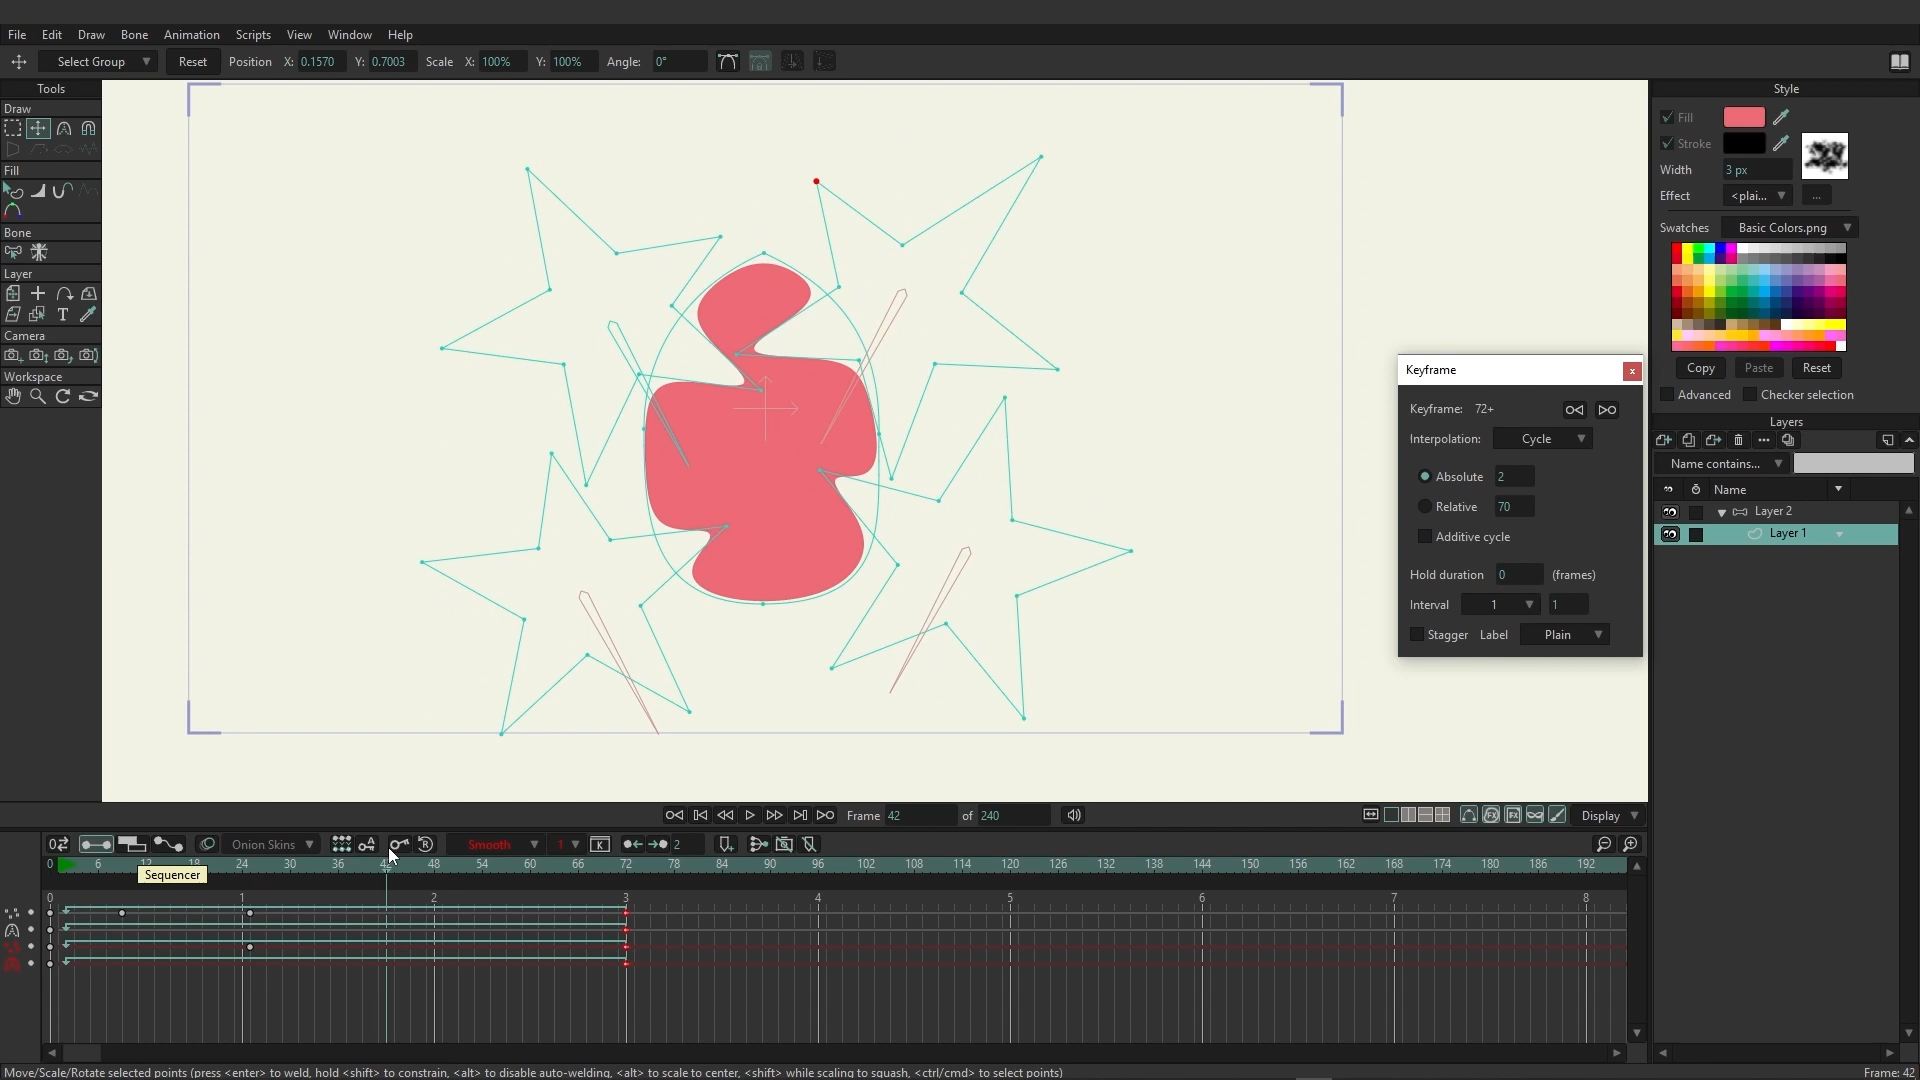 File Edit Draw Bone Animation Scripts View Window Help
Select Group Reset Position X: 0.1570 Y: 0.7003 Scale X: 100% Y: 100% Angle: 0°
Tools
Draw
Fill
Bone
Layer
Camera
Workspace
Style
Fill
Stroke
Width 3 px
Effect <plai... ...
Swatches Basic Colors.png
Copy Paste Reset
Advanced Checker selection
Layers
Name contains...
Name
Layer 2
Layer 1
Keyframe x
Keyframe: 72+
Interpolation: Cycle
Absolute 2
Relative 70
Additive cycle
Hold duration 0 (frames)
Interval 1 1
Stagger Label Plain
Frame 42 of 240 Display
Onion Skins Smooth 1 K 2
0 6 12 18 24 30 36 42 48 54 60 66 72 78 84 90 96 102 108 114 120 126 132 138 144 150 156 162 168 174 180 186 192
Sequencer
0 1 2 3 4 5 6 7 8
Move/Scale/Rotate selected points (press <enter> to weld, hold <shift> to constrain, <alt> to disable auto-welding, <alt> to scale to center, <shift> while scaling to squash, <ctrl/cmd> to select points) Frame: 42